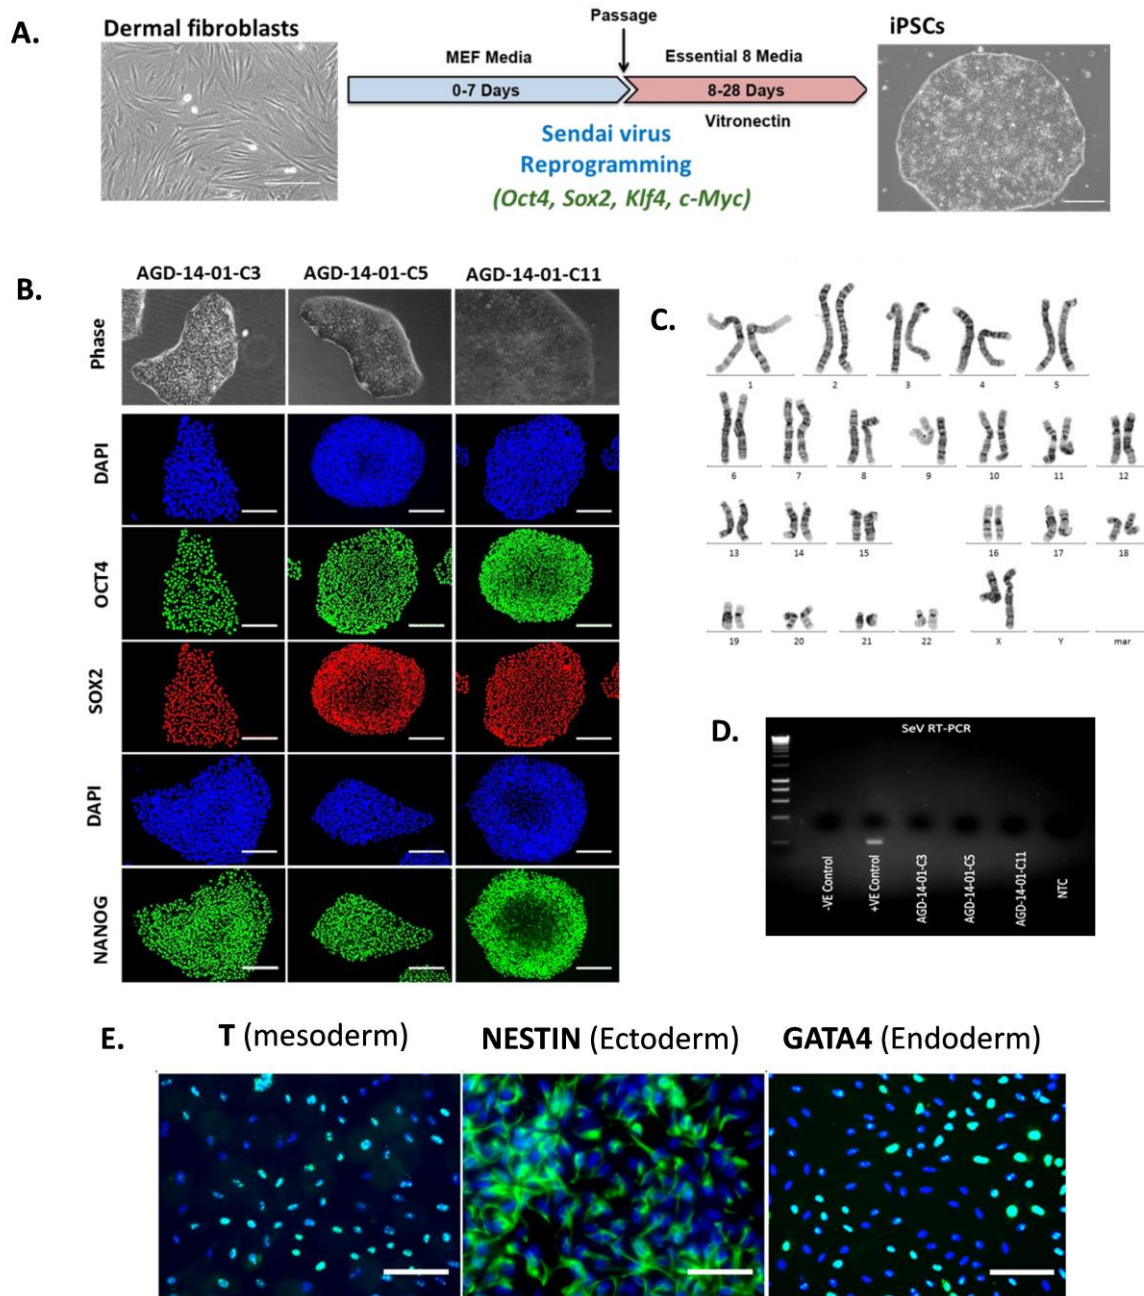 A.
Dermal fibroblasts
Passage
iPSCs
MEF Media
Essential 8 Media
0-7 Days
8-28 Days
Vitronectin
Sendai virus
Reprogramming
(Oct4, Sox2, Klf4, c-Myc)
B.
AGD-14-01-C3 AGD-14-01-C5 AGD-14-01-C11
Phase
DAPI
OCT4
SOX2
DAPI
NANOG
C.
1 2 3 4 5
6 7 8 9 10 11 12
13 14 15 16 17 18
19 20 21 22 X Y mar
D.
SeV RT-PCR
-VE Control
+VE Control
AGD-14-01-C3
AGD-14-01-C5
AGD-14-01-C11
NTC
E.
T (mesoderm) NESTIN (Ectoderm) GATA4 (Endoderm)